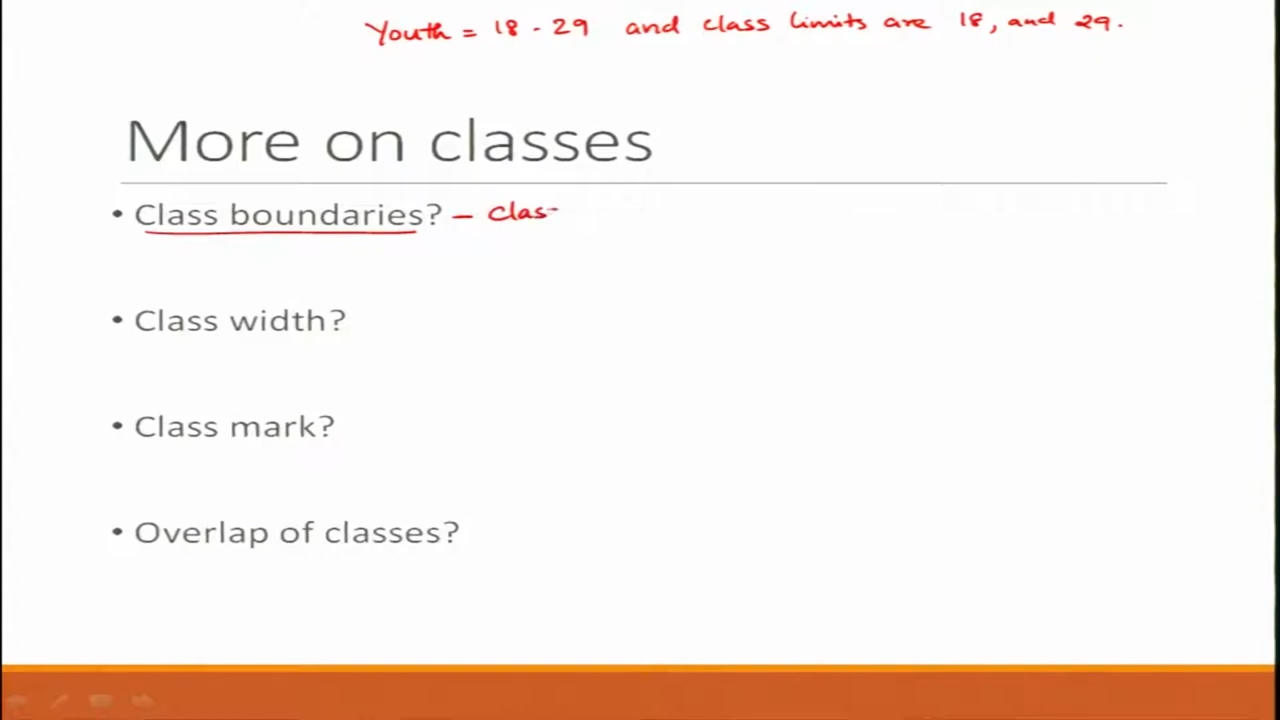 Youth = 18 - 29 and class limits are 18, and 29.
More on classes
• Class boundaries? - Clas
• Class width?
• Class mark?
• Overlap of classes?